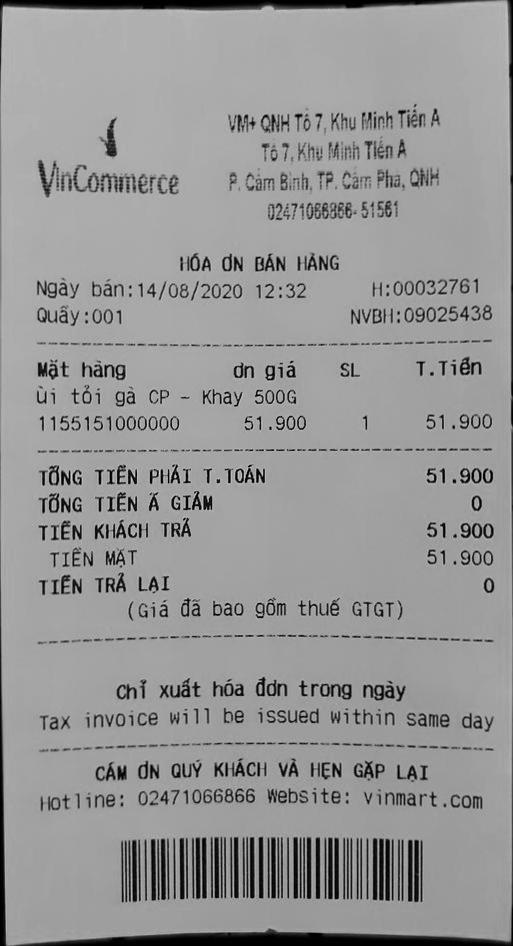 VinCommerce
VM+ QNH Tổ 7, Khu Minh Tiến A
Tổ 7, Khu Minh Tiến A
P. Cẩm Bình, TP. Cẩm Phả, QNH
02471066866-51561
HÓA ƠN BÁN HÀNG
Ngày bán:14/08/2020 12:32 H:00032761
Quầy:001 NVBH:09025438
Mặt hàng ơn giá SL T.Tiền
ùi tỏi gà CP - Khay 500G
1155151000000 51.900 1 51.900
TỔNG TIỀN PHẢI T.TOÁN 51.900
TỔNG TIỀN Ã GIẢM 0
TIỀN KHÁCH TRẢ 51.900
TIỀN MẶT 51.900
TIỀN TRẢ LẠI 0
(Giá đã bao gồm thuế GTGT)
Chỉ xuất hóa đơn trong ngày
Tax invoice will be issued within same day
CẢM ƠN QUÝ KHÁCH VÀ HẸN GẶP LẠI
Hotline: 02471066866 Website: vinmart.com